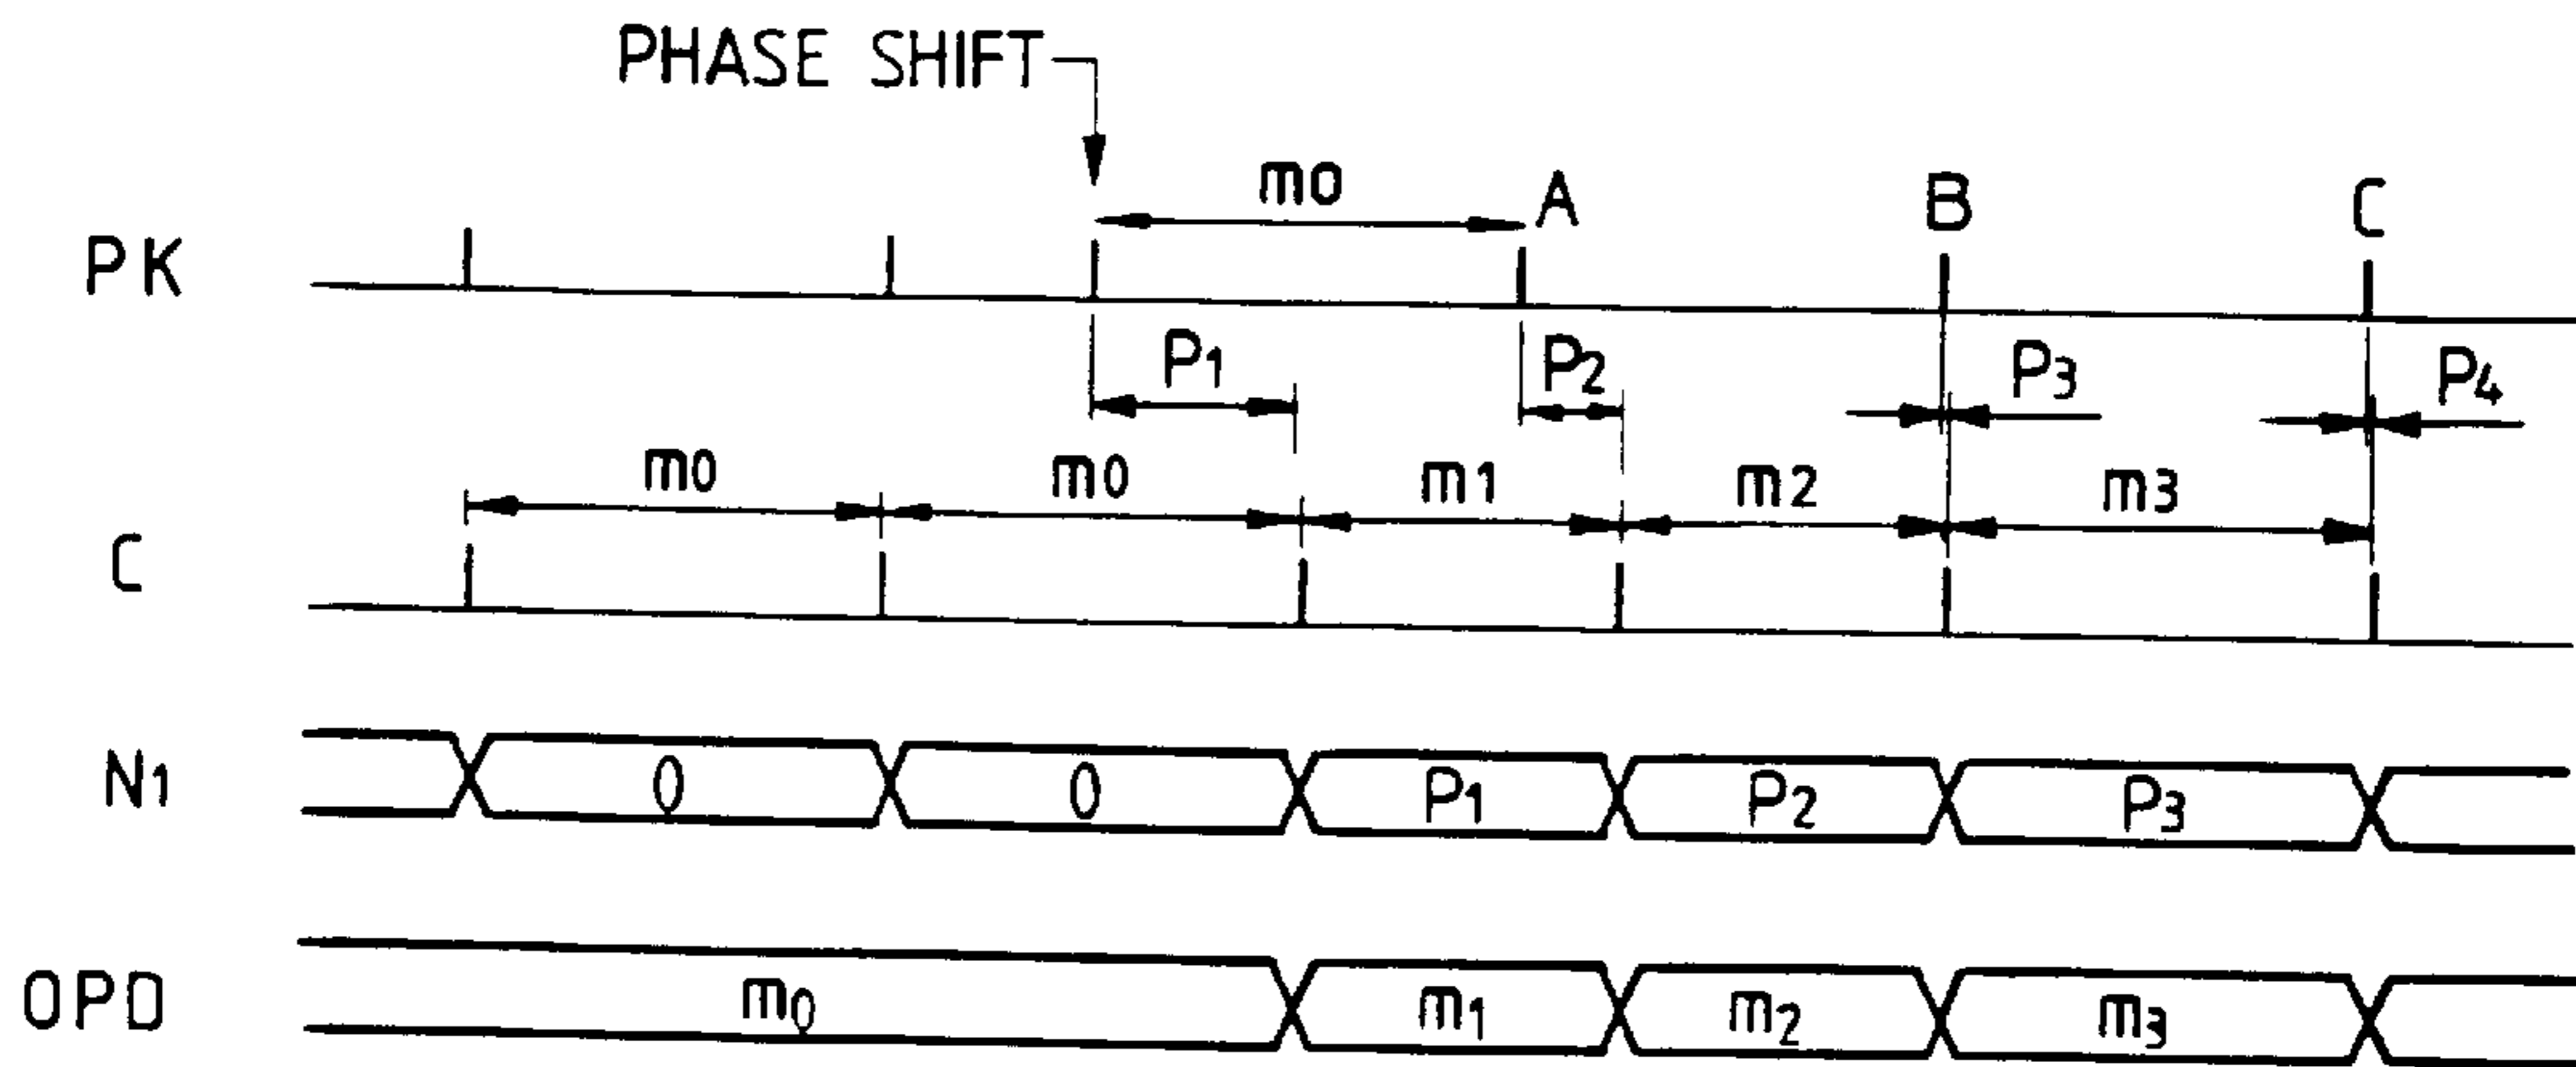 PHASE SHIFT
m0 A B C
PK
P1 P2 P3 P4
m0 m0 m1 m2 m3
C
N1 0 0 P1 P2 P3
OPD m0 m1 m2 m3